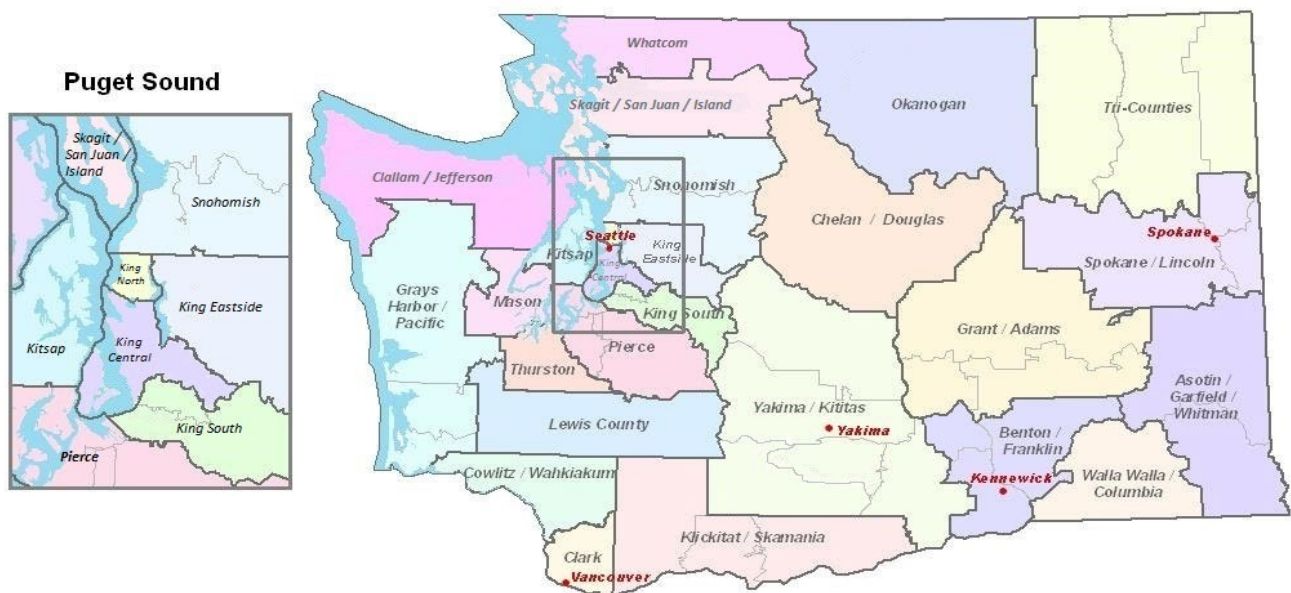 Puget Sound
Skagit /
San Juan /
Island
Snohomish
King
North
King Eastside
Kitsap
King
Central
King South
Pierce
Whatcom
Skagit / San Juan / Island
Okanogan
Tri-Counties
Clallam / Jefferson
Snohomish
Chelan / Douglas
Seattle
Kitsap
King
Eastside
King
Central
Spokane
Spokane / Lincoln
Grays
Harbor /
Pacific
Mason
King South
Grant / Adams
Pierce
Thurston
Asotin /
Garfield /
Whitman
Yakima / Kititas
Lewis County
Yakima
Benton /
Franklin
Cowlitz / Wahkiakum
Kennewick
Walla Walla /
Columbia
Klickitat / Skamania
Clark
Vancouver